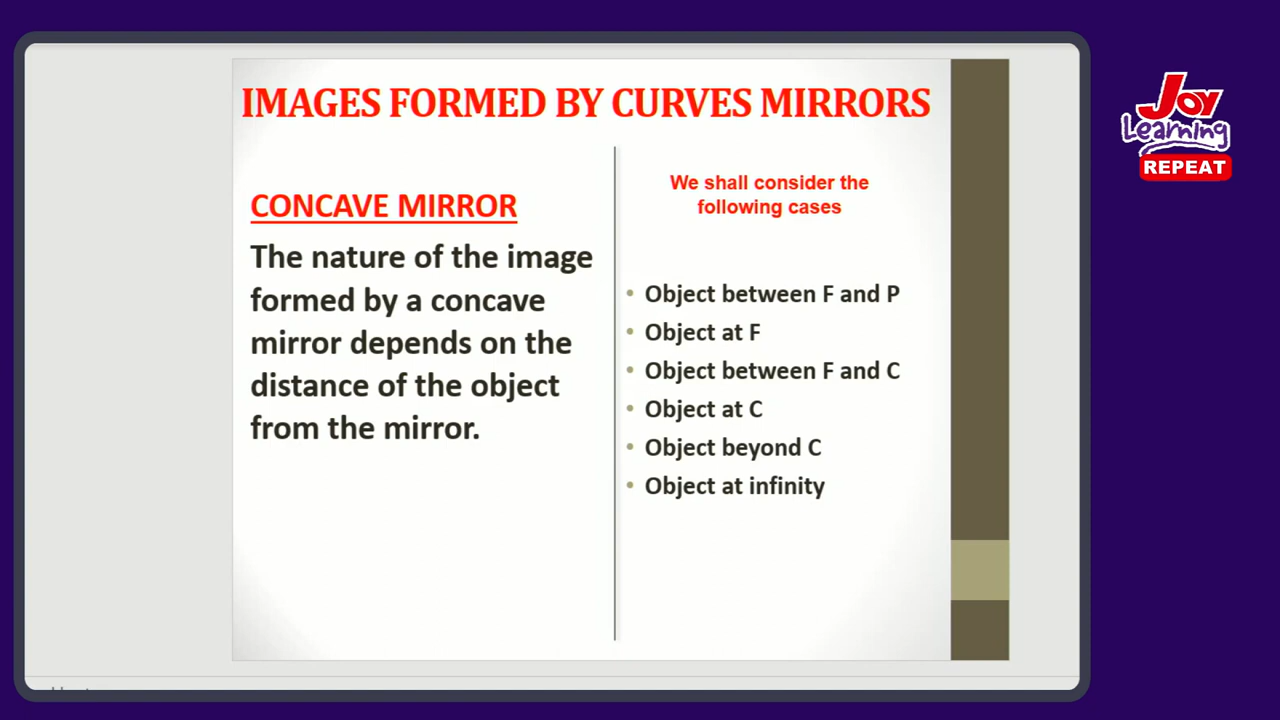 IMAGES FORMED BY CURVES MIRRORS
CONCAVE MIRROR
The nature of the image
formed by a concave
mirror depends on the
distance of the object
from the mirror.
We shall consider the
following cases
• Object between F and P
• Object at F
• Object between F and C
• Object at C
• Object beyond C
• Object at infinity
Joy
Learning
REPEAT